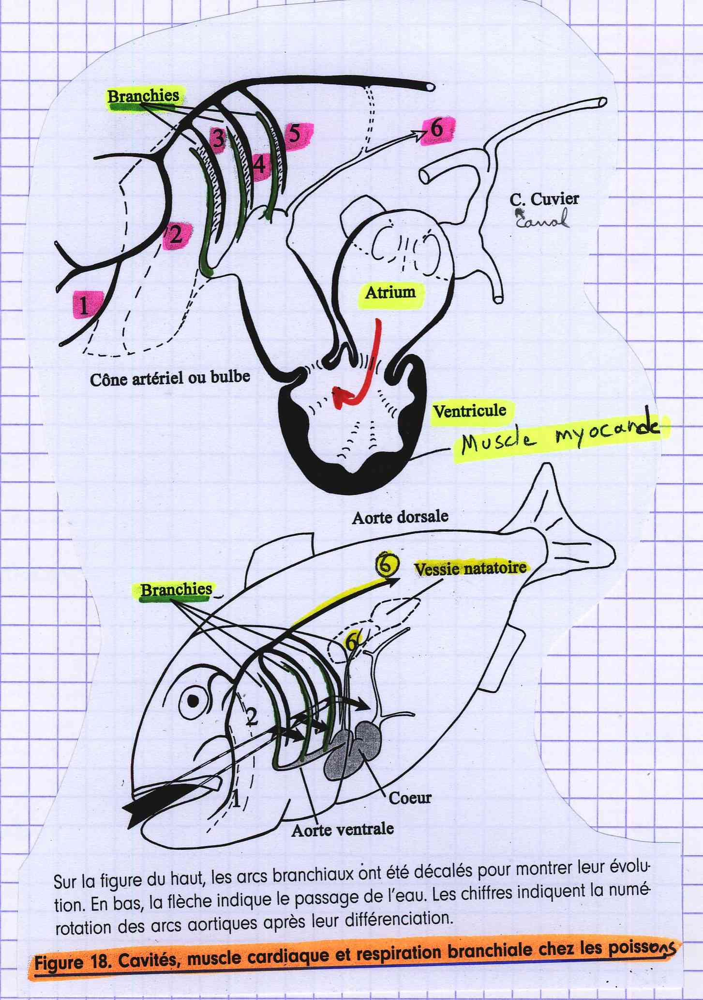 Branchies
3
5
6
4
C. Cuvier
Canal
2
Atrium
1
Cône artériel ou bulbe
Ventricule
Muscle myocarde
Aorte dorsale
6
Vessie natatoire
Branchies
6
2
1
Coeur
Aorte ventrale
Sur la figure du haut, les arcs branchiaux ont été décalés pour montrer leur évolu-
tion. En bas, la flèche indique le passage de l'eau. Les chiffres indiquent la numé-
rotation des arcs aortiques après leur différenciation.
Figure 18. Cavités, muscle cardiaque et respiration branchiale chez les poissons